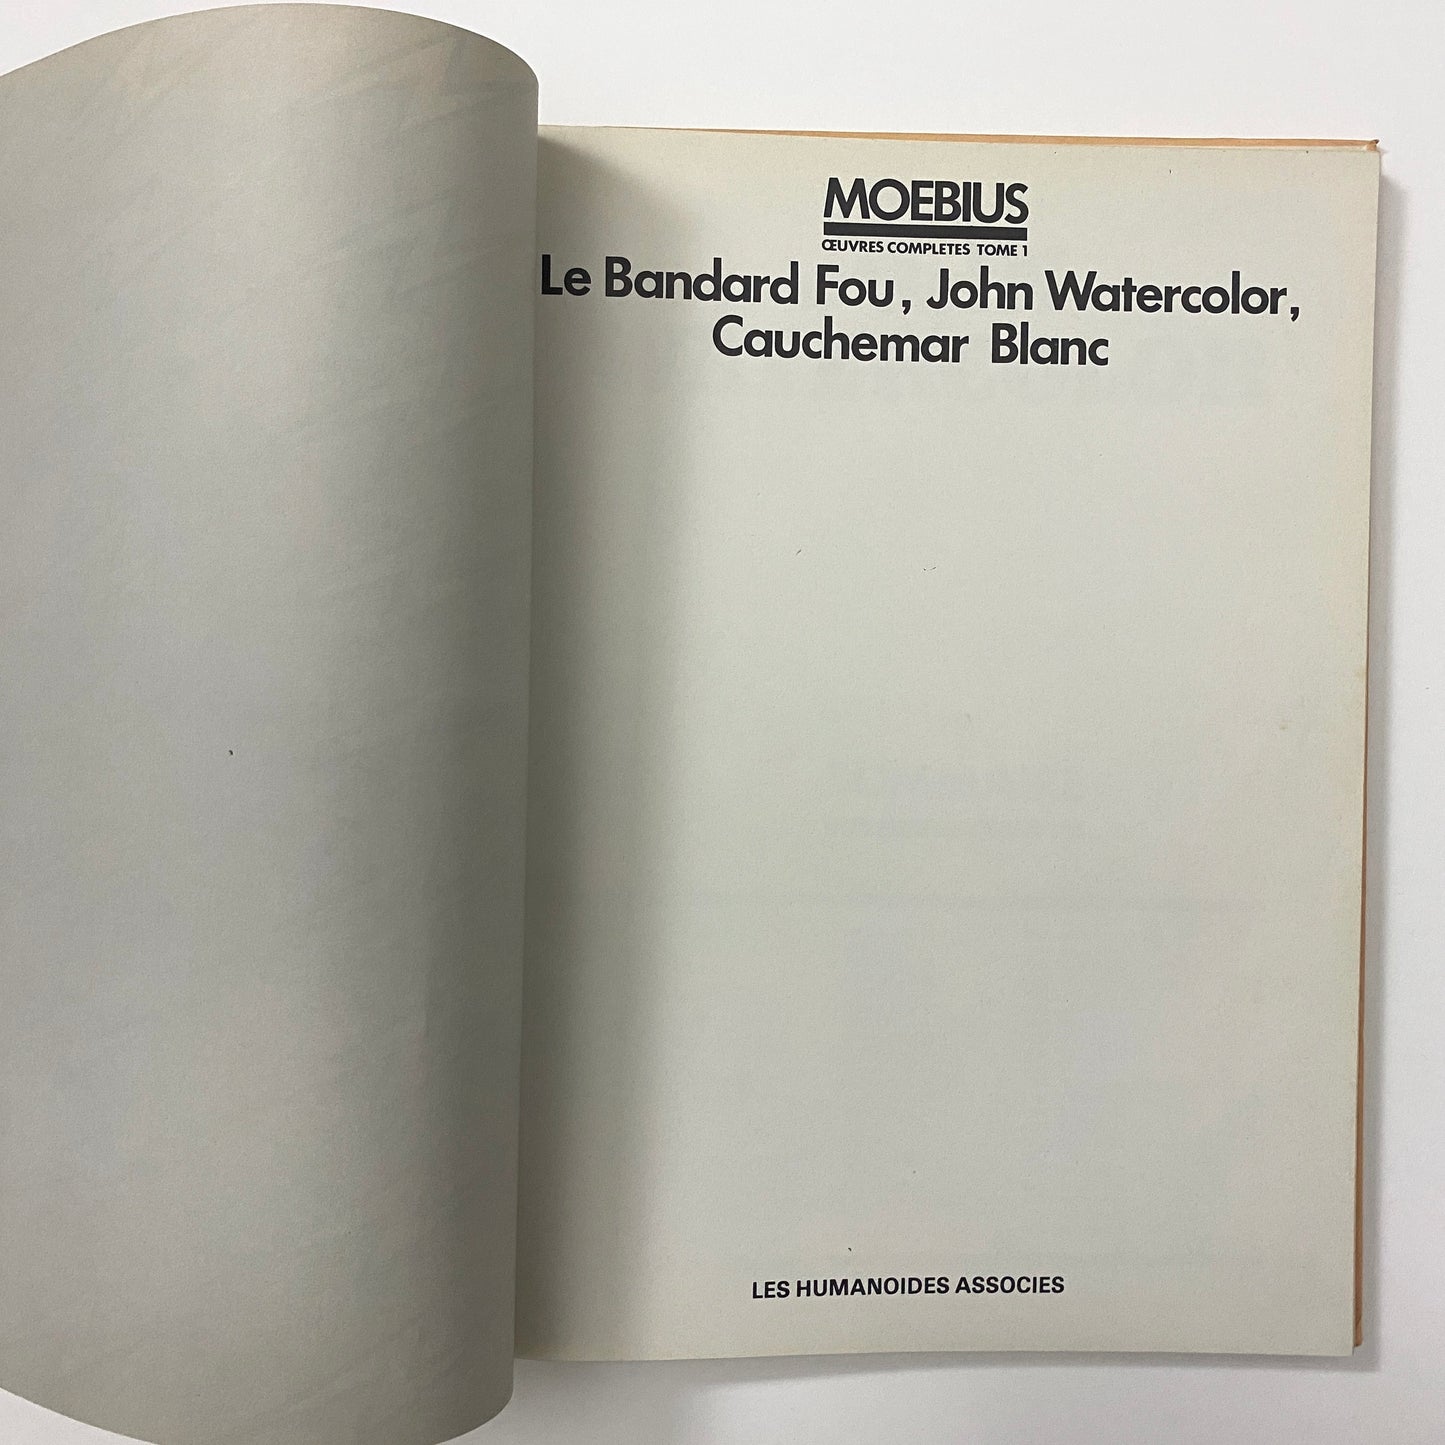 MOEBIUS
ŒUVRES COMPLETES TOME 1
Le Bandard Fou, John Watercolor,
Cauchemar Blanc
LES HUMANOIDES ASSOCIES